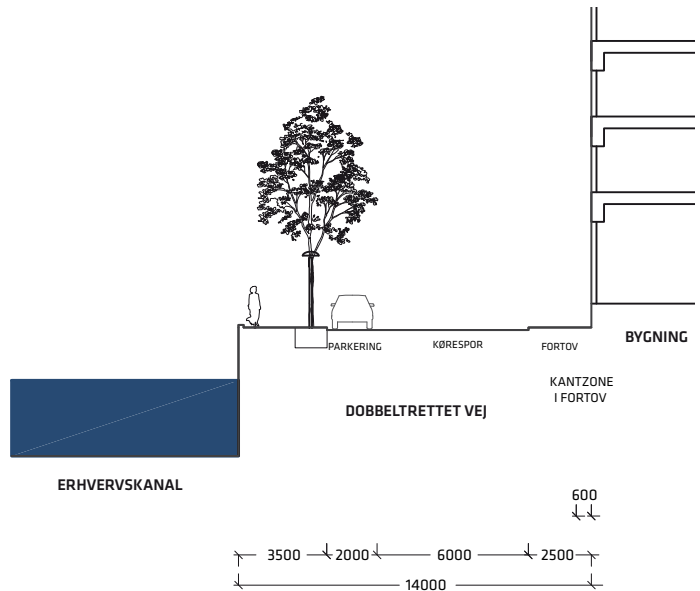 BYGNING
PARKERING
KØRESPOR
FORTOV
KANTZONE
I FORTOV
DOBBELTRETTET VEJ
ERHVERVSKANAL
600
3500 2000 6000 2500
14000